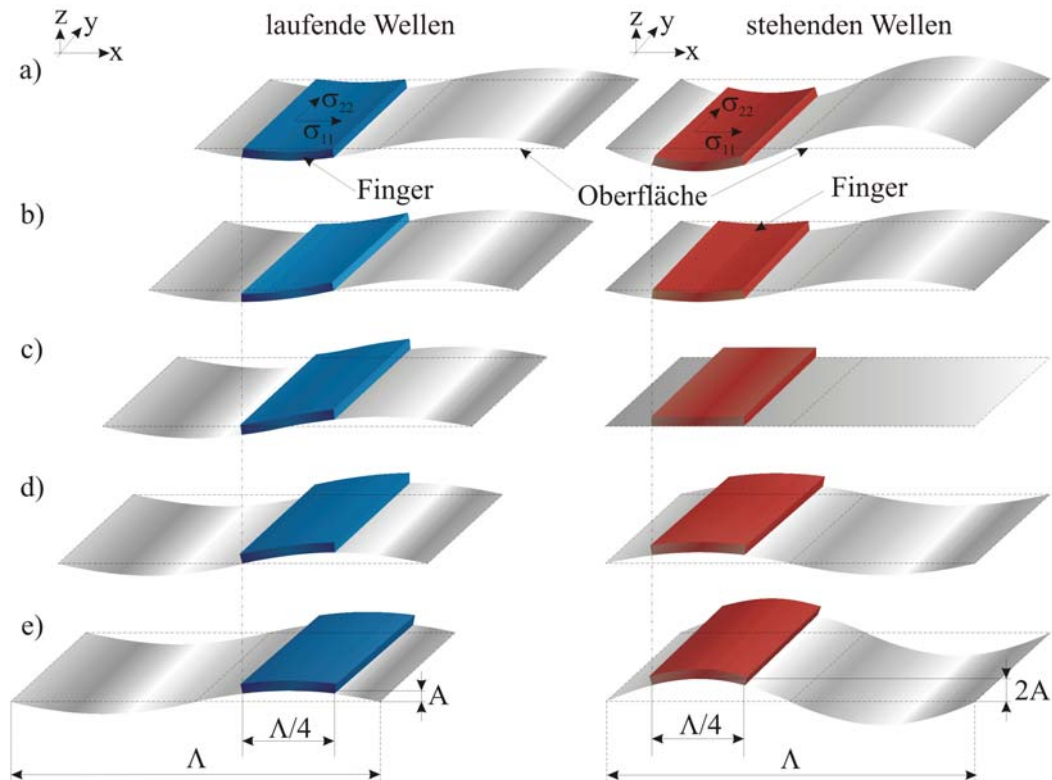 laufende Wellen
stehenden Wellen
z
y
x
z
y
x
a)
σ22
σ11
σ22
σ11
Finger
Oberfläche
Finger
b)
c)
d)
e)
A
2A
Λ/4
Λ/4
Λ
Λ